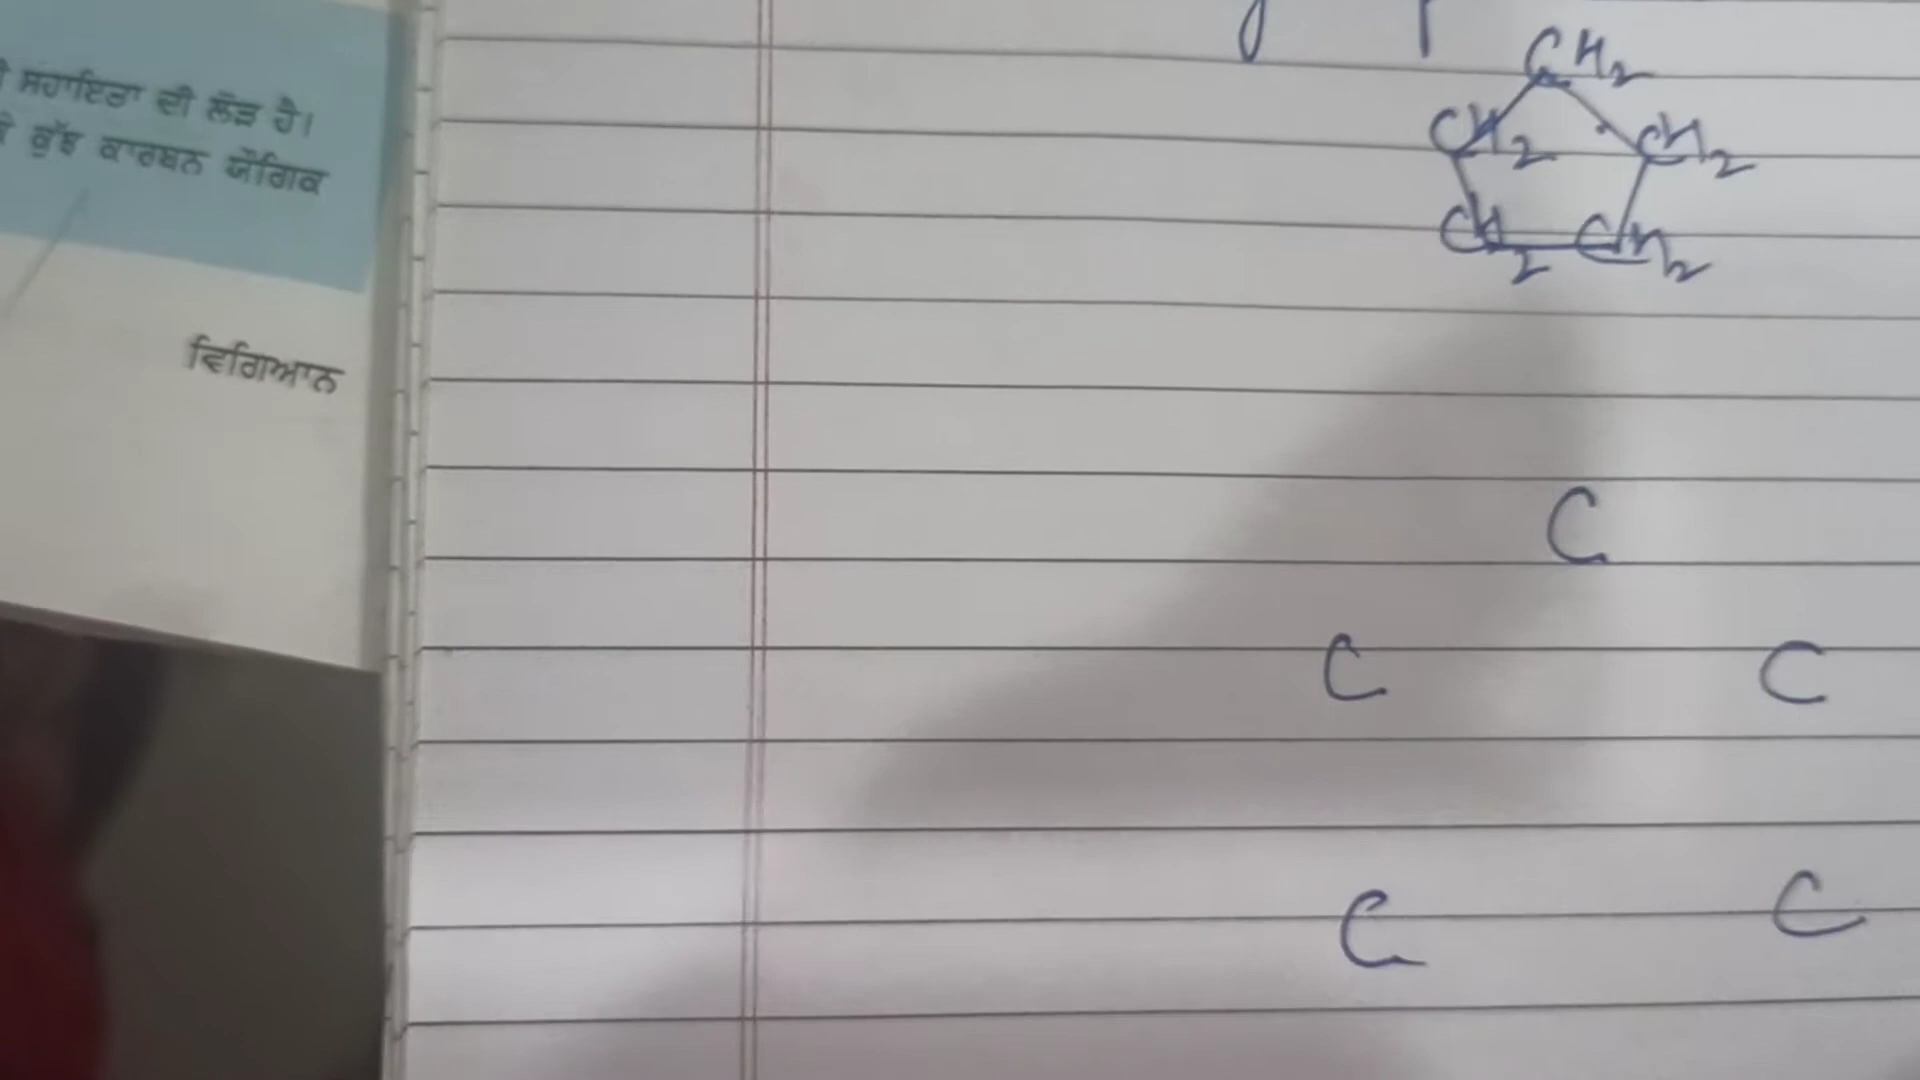 ਸਹਾਇਤਾ ਦੀ ਲੋੜ ਹੈ।
ਕੁੱਝ ਕਾਰਬਨ ਯੌਗਿਕ
ਵਿਗਿਆਨ
CH2
CH2 CH2
CH2 CH2
C
C C
C C